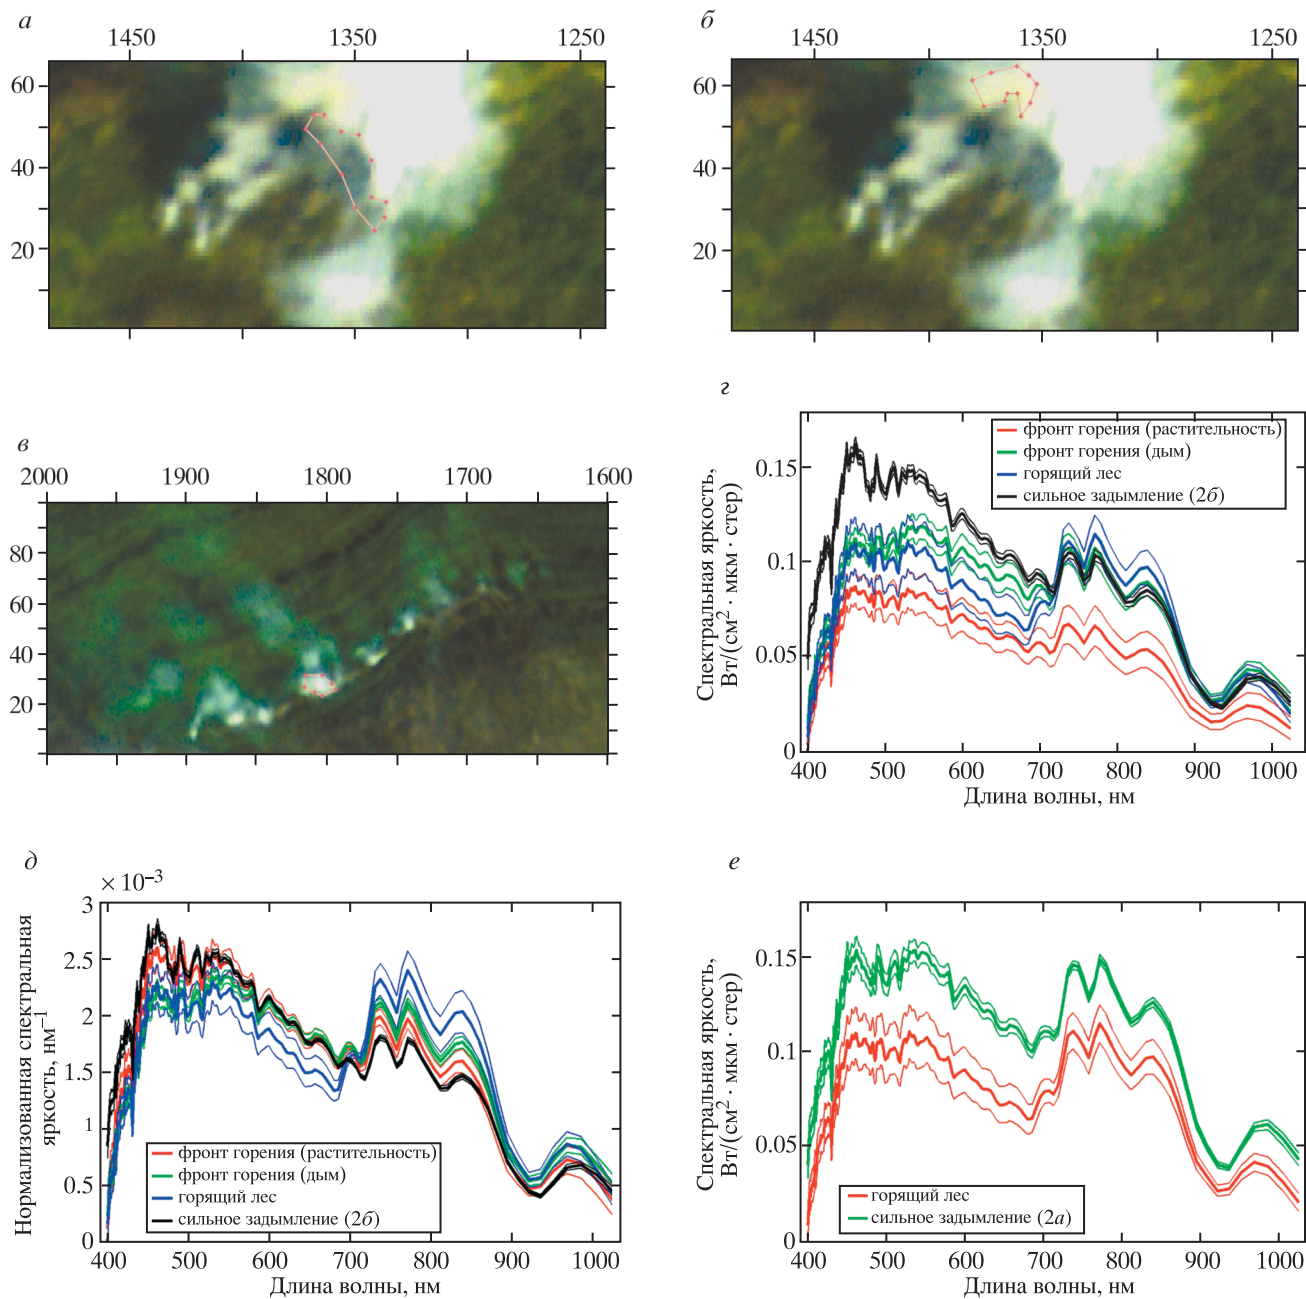 а
1450 1350 1250
60
40
20
б
1450 1350 1250
60
40
20
в
2000 1900 1800 1700 1600
80
60
40
20
г
Спектральная яркость,
Вт/(см² · мкм · стер)
0.15
0.1
0.05
0
фронт горения (растительность)
фронт горения (дым)
горящий лес
сильное задымление (2б)
400 500 600 700 800 900 1000
Длина волны, нм
д
× 10⁻³
Нормализованная спектральная
яркость, нм⁻¹
3
2.5
2
1.5
1
0.5
0
фронт горения (растительность)
фронт горения (дым)
горящий лес
сильное задымление (2б)
400 500 600 700 800 900 1000
Длина волны, нм
е
Спектральная яркость,
Вт/(см² · мкм · стер)
0.15
0.1
0.05
0
горящий лес
сильное задымление (2а)
400 500 600 700 800 900 1000
Длина волны, нм